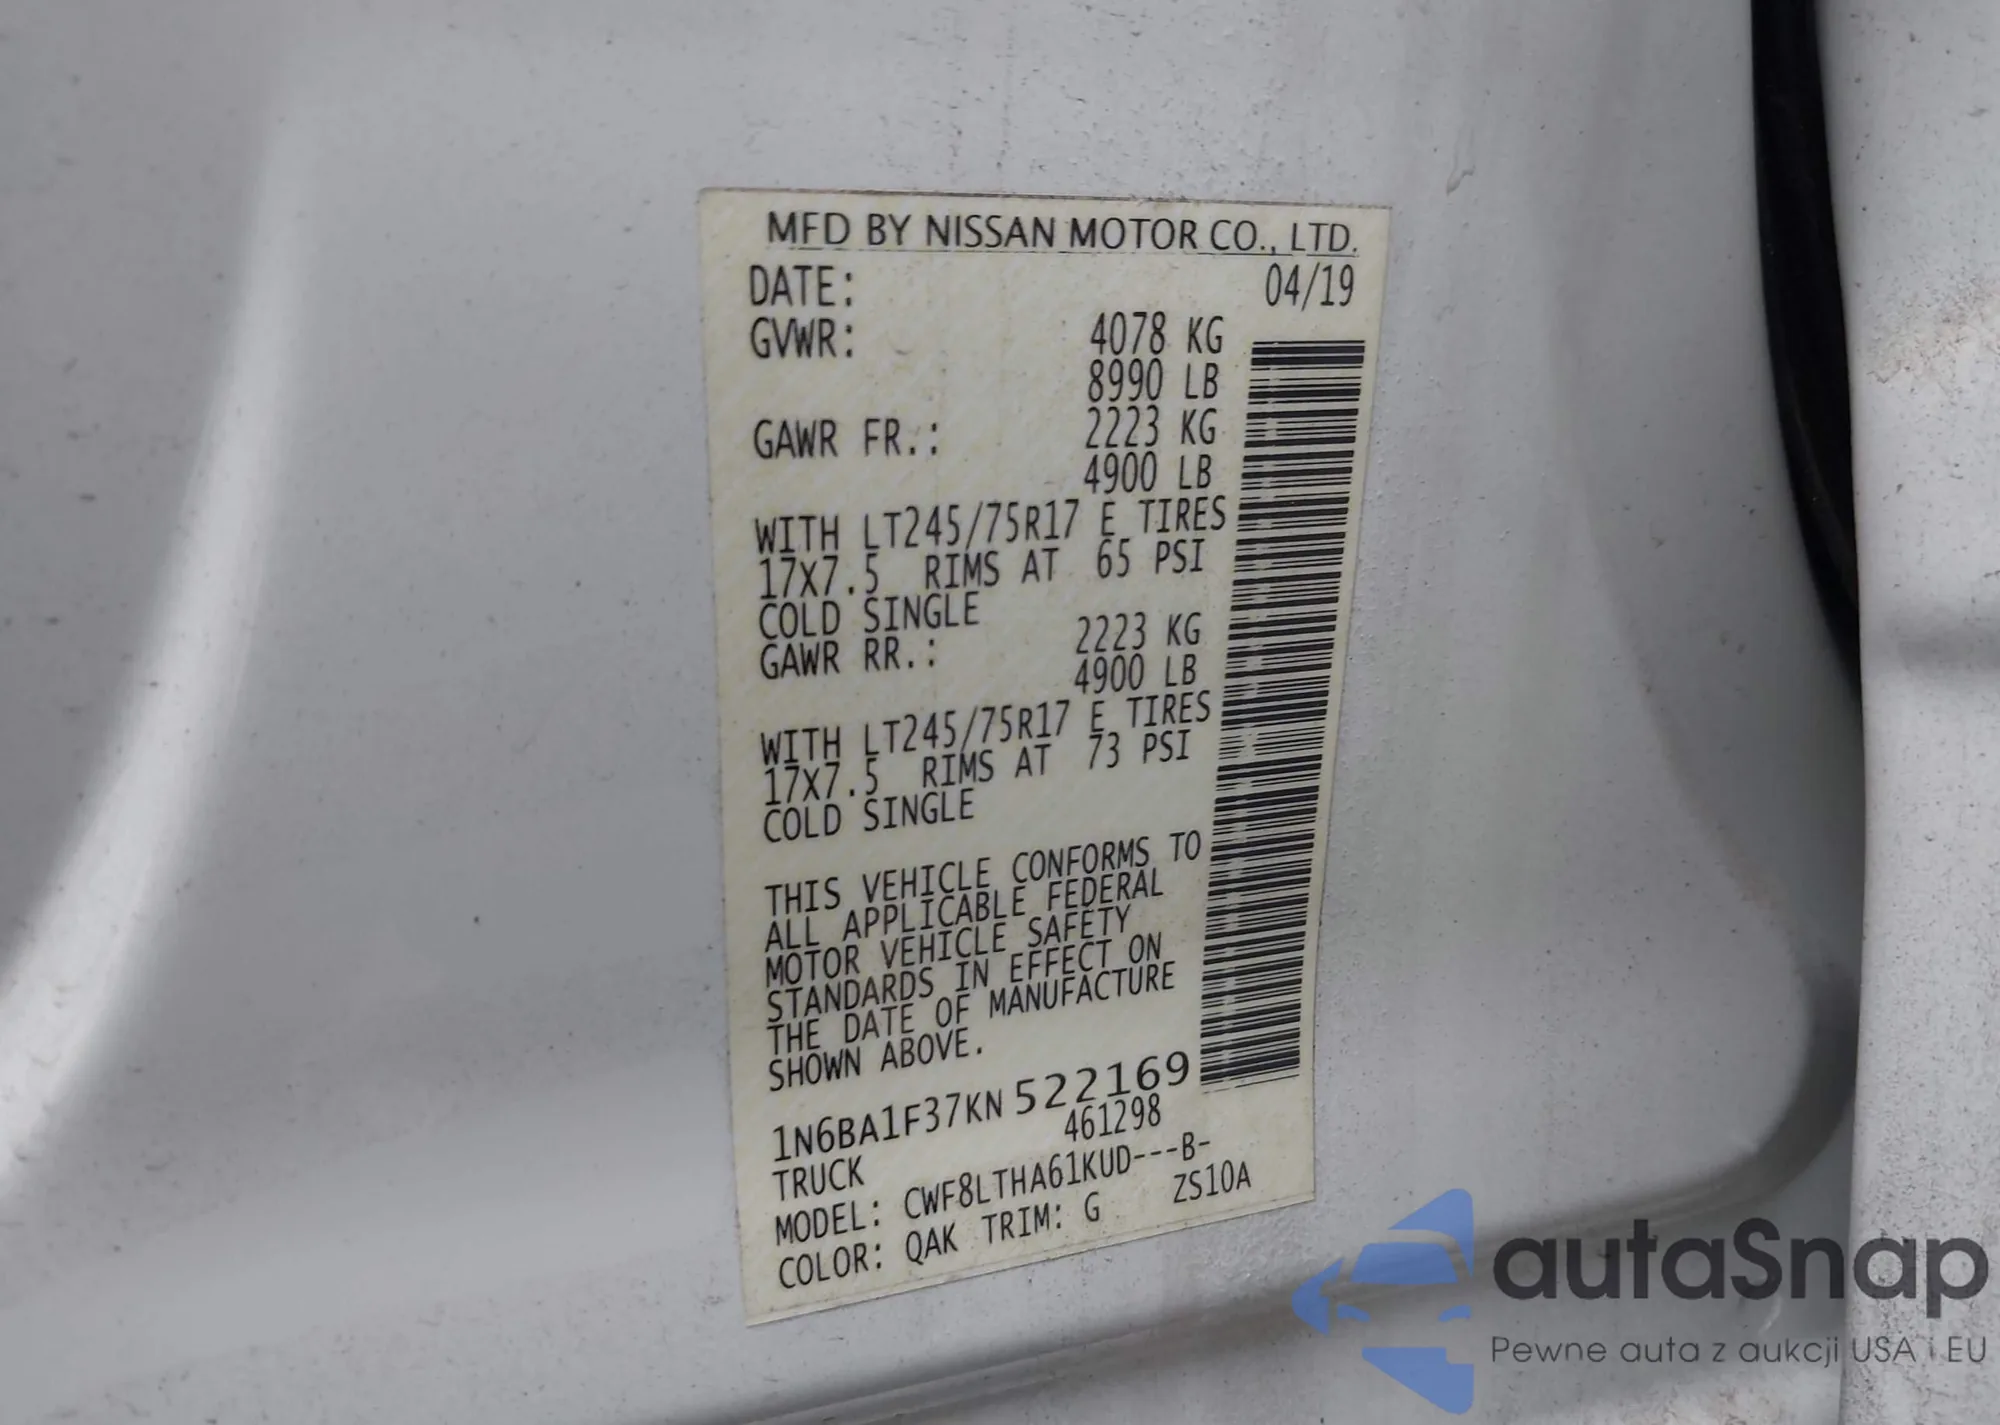 MFD BY NISSAN MOTOR CO., LTD.
DATE: 04/19
GVWR: 4078 KG
8990 LB
GAWR FR.: 2223 KG
4900 LB
WITH LT245/75R17 E TIRES
17X7.5 RIMS AT 65 PSI
COLD SINGLE
GAWR RR.: 2223 KG
4900 LB
WITH LT245/75R17 E TIRES
17X7.5 RIMS AT 73 PSI
COLD SINGLE
THIS VEHICLE CONFORMS TO
ALL APPLICABLE FEDERAL
MOTOR VEHICLE SAFETY
STANDARDS IN EFFECT ON
THE DATE OF MANUFACTURE
SHOWN ABOVE.
1N6BA1F37KN522169
TRUCK 461298
MODEL: CWF8LTHA61KUD---B-
COLOR: QAK TRIM: G ZS10A
autaSnap
Pewne auta z aukcji USA i EU